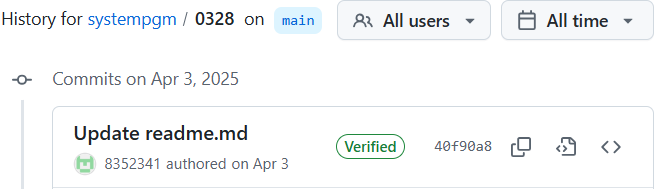 History for systempgm / 0328 on main All users All time
Commits on Apr 3, 2025
Update readme.md
Verified 40f90a8
8352341 authored on Apr 3